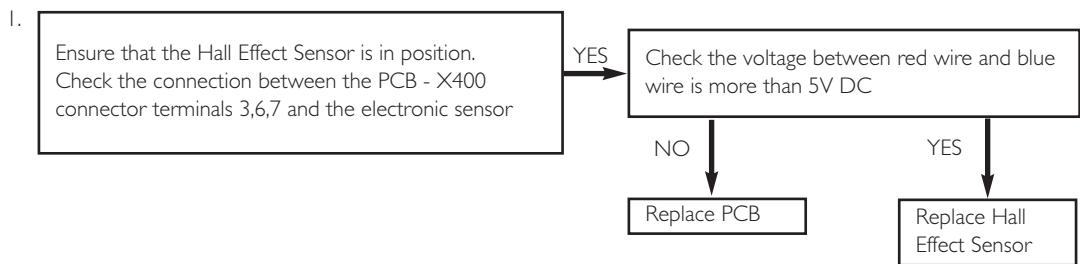 1.
Ensure that the Hall Effect Sensor is in position.
Check the connection between the PCB - X400
connector terminals 3,6,7 and the electronic sensor
YES
Check the voltage between red wire and blue
wire is more than 5V DC
NO
YES
Replace PCB
Replace Hall
Effect Sensor